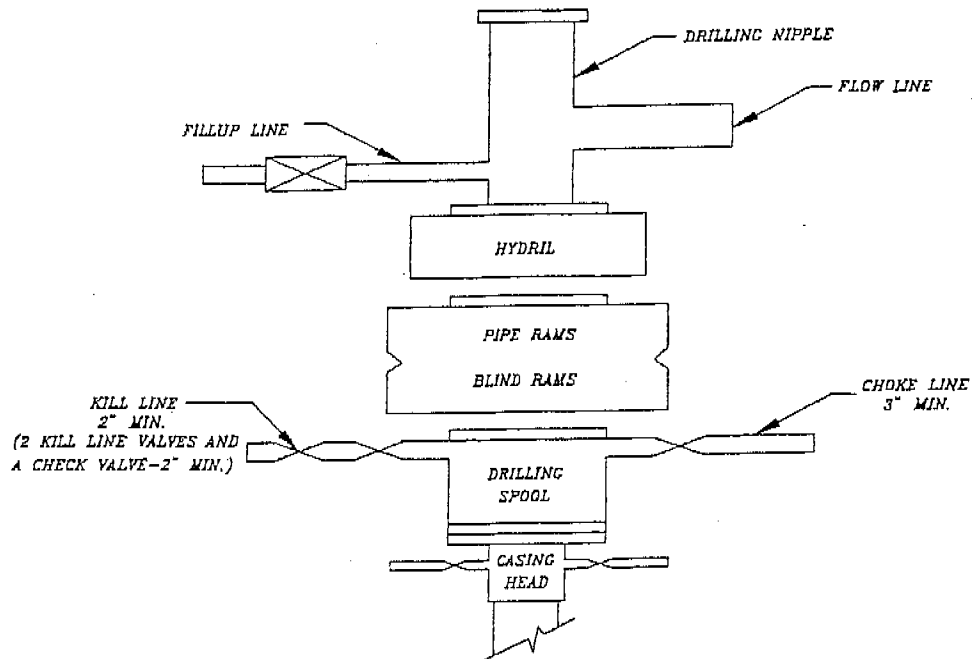 DRILLING NIPPLE
FLOW LINE
FILLUP LINE
HYDRIL
PIPE RAMS
BLIND RAMS
CHOKE LINE
3" MIN.
KILL LINE
2" MIN.
(2 KILL LINE VALVES AND
A CHECK VALVE-2" MIN.)
DRILLING
SPOOL
CASING
HEAD